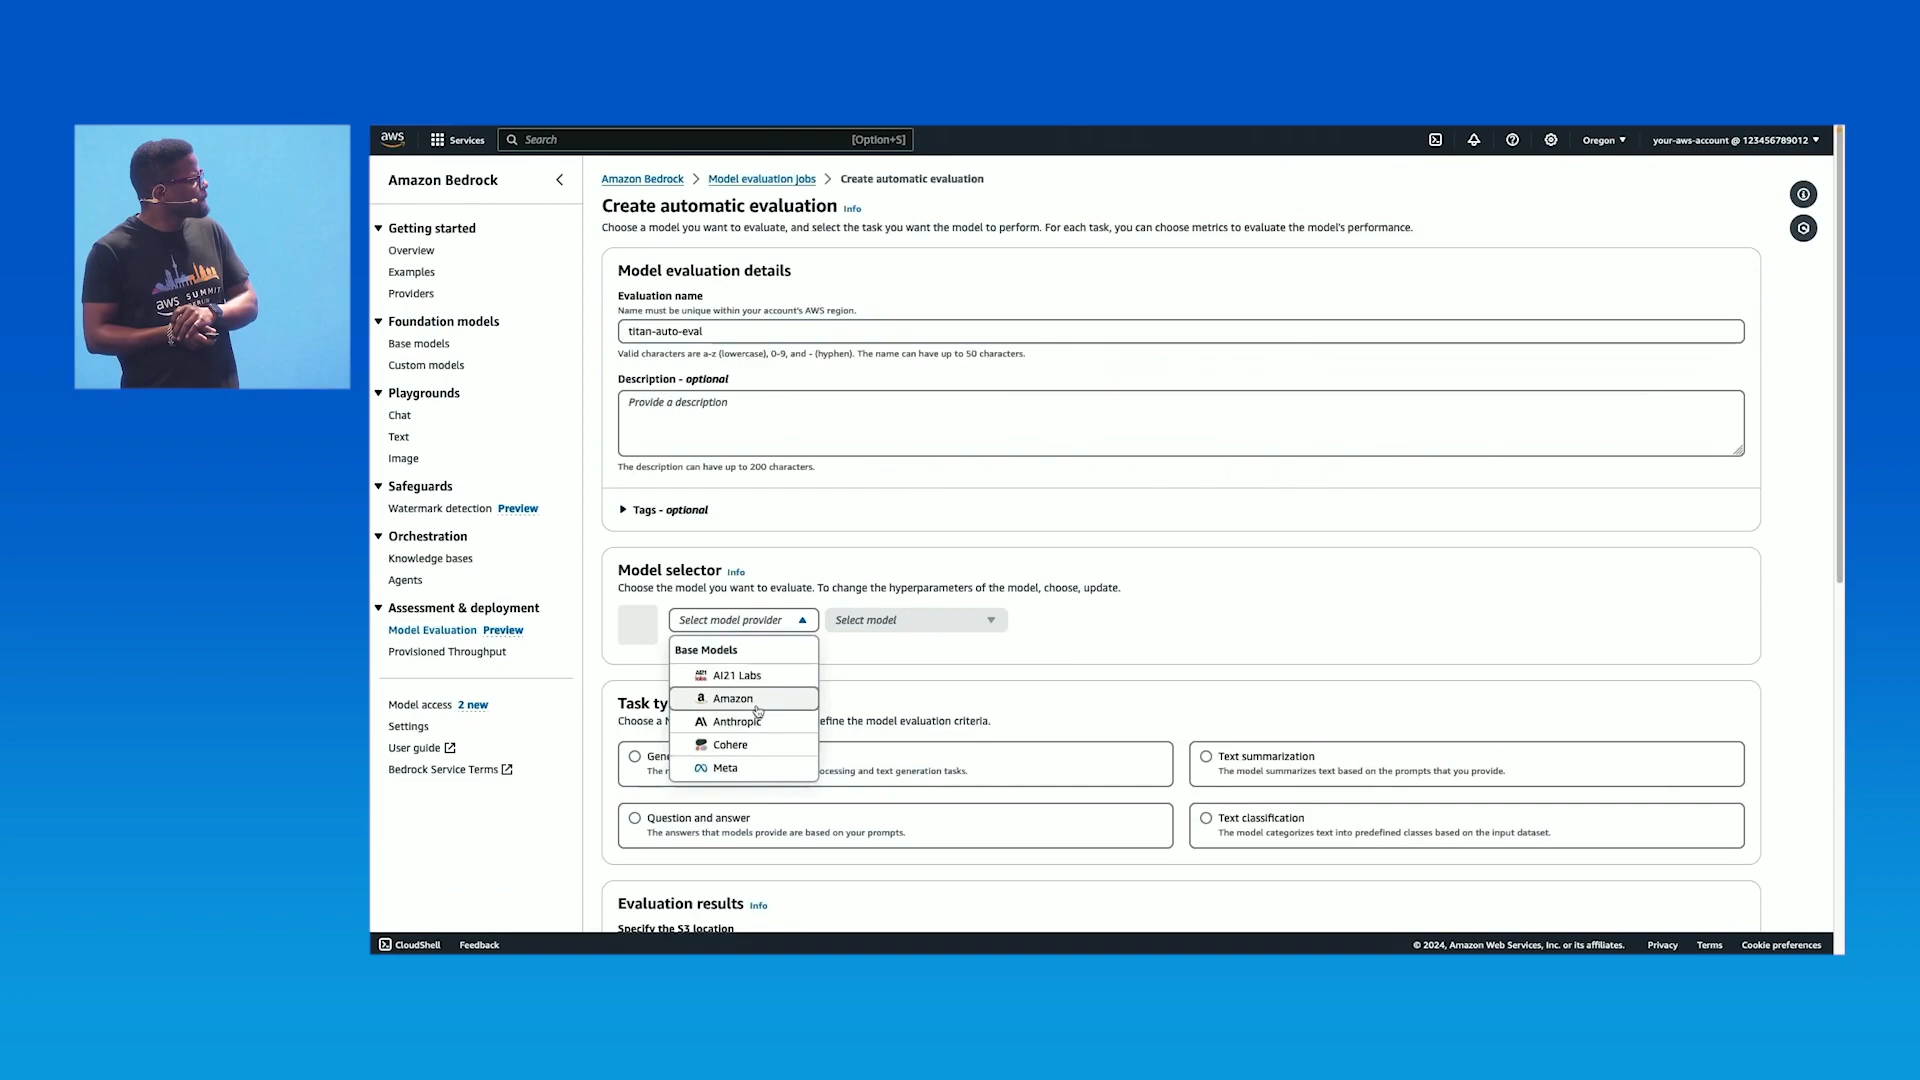 aws
SUMMIT
BERLIN
aws
Services
Search
[Option+S]
Oregon
your-aws-account @ 123456789012
Amazon Bedrock
Getting started
Overview
Examples
Providers
Foundation models
Base models
Custom models
Playgrounds
Chat
Text
Image
Safeguards
Watermark detection Preview
Orchestration
Knowledge bases
Agents
Assessment & deployment
Model Evaluation Preview
Provisioned Throughput
Model access 2 new
Settings
User guide
Bedrock Service Terms
Amazon Bedrock > Model evaluation jobs > Create automatic evaluation
Create automatic evaluation Info
Choose a model you want to evaluate, and select the task you want the model to perform. For each task, you can choose metrics to evaluate the model's performance.
Model evaluation details
Evaluation name
Name must be unique within your account's AWS region.
titan-auto-eval
Valid characters are a-z (lowercase), 0-9, and - (hyphen). The name can have up to 50 characters.
Description - optional
Provide a description
The description can have up to 200 characters.
Tags - optional
Model selector Info
Choose the model you want to evaluate. To change the hyperparameters of the model, choose, update.
Select model provider
Select model
Base Models
AI21 labs AI21 Labs
Amazon
Anthropic
Cohere
Meta
Task ty
Choose a efine the model evaluation criteria.
Gene
The ocessing and text generation tasks.
Text summarization
The model summarizes text based on the prompts that you provide.
Question and answer
The answers that models provide are based on your prompts.
Text classification
The model categorizes text into predefined classes based on the input dataset.
Evaluation results Info
Specify the S3 location
CloudShell
Feedback
© 2024, Amazon Web Services, Inc. or its affiliates.
Privacy
Terms
Cookie preferences